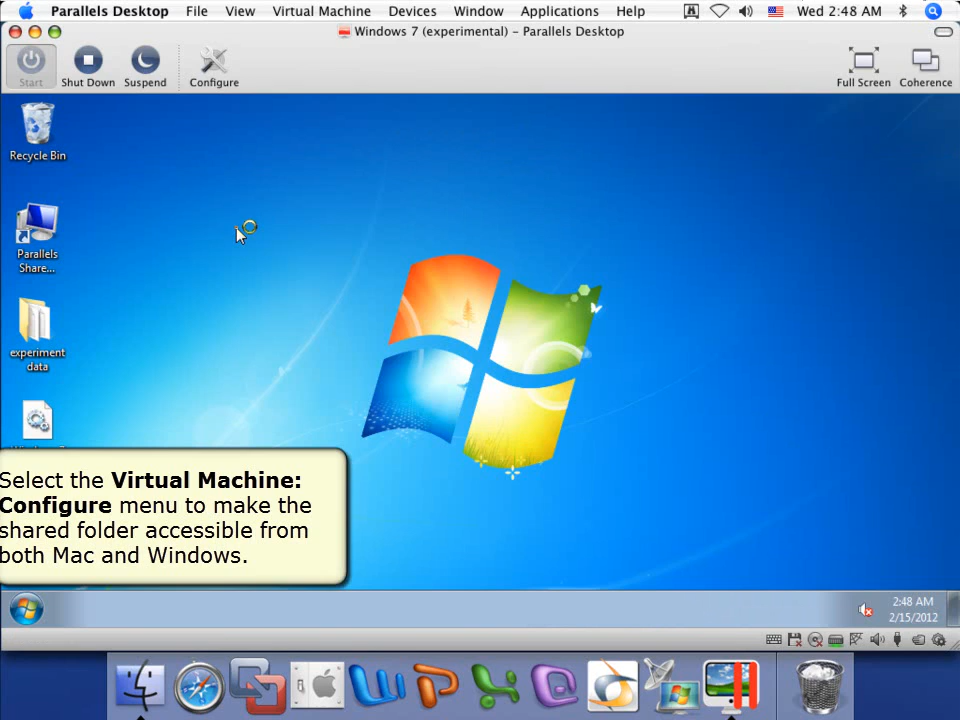 Parallels Desktop File View Virtual Machine Devices Window Applications Help Wed 2:48 AM
Windows 7 (experimental) – Parallels Desktop
Start Shut Down Suspend Configure Full Screen Coherence
Recycle Bin
Parallels
Share...
experiment
data
Select the Virtual Machine:
Configure menu to make the
shared folder accessible from
both Mac and Windows.
2:48 AM
2/15/2012